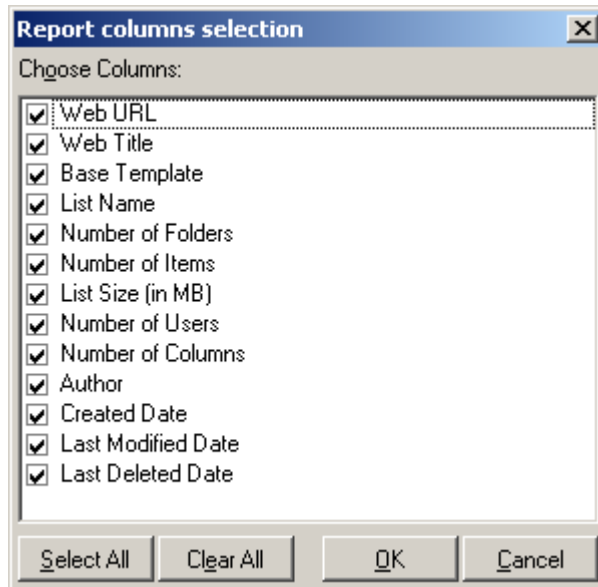 Report columns selection
Choose Columns:
Web URL
Web Title
Base Template
List Name
Number of Folders
Number of Items
List Size (in MB)
Number of Users
Number of Columns
Author
Created Date
Last Modified Date
Last Deleted Date
Select All Clear All OK Cancel